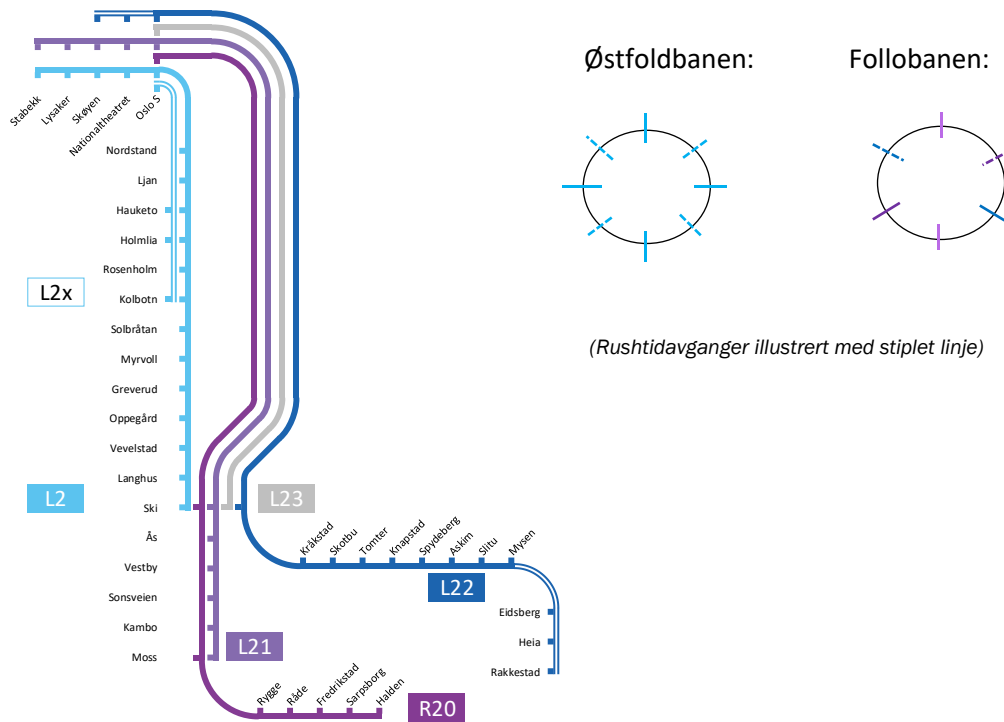 Østfoldbanen:
Follobanen:
(Rushtidavganger illustrert med stiplet linje)
Stabekk
Lysaker
Skøyen
Nationaltheatret
Oslo S
Nordstand
Ljan
Hauketo
Holmlia
Rosenholm
L2x
Kolbotn
Solbråtan
Myrvoll
Greverud
Oppegård
Vevelstad
Langhus
L2
Ski
L23
Ås
Vestby
Sonsveien
Kambo
Moss
L21
Kråkstad
Skotbu
Tomter
Knapstad
Spydeberg
Askim
Slitu
Mysen
L22
Eidsberg
Heia
Rakkestad
Rygge
Råde
Fredrikstad
Sarpsborg
Halden
R20